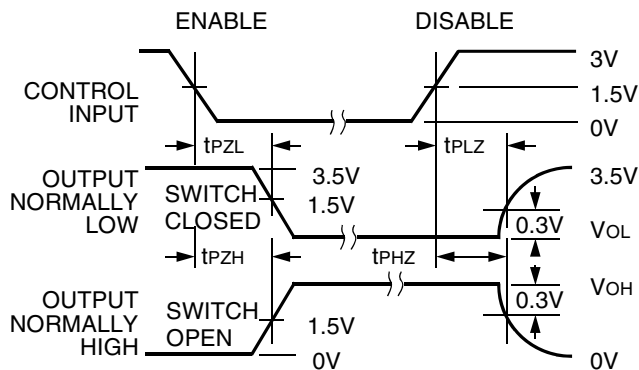 ENABLE
DISABLE
CONTROL
INPUT
3V
1.5V
0V
tPZL
tPLZ
OUTPUT
NORMALLY
LOW
SWITCH
CLOSED
3.5V
1.5V
3.5V
0.3V
VOL
tPZH
tPHZ
OUTPUT
NORMALLY
HIGH
SWITCH
OPEN
1.5V
0V
VOH
0.3V
0V